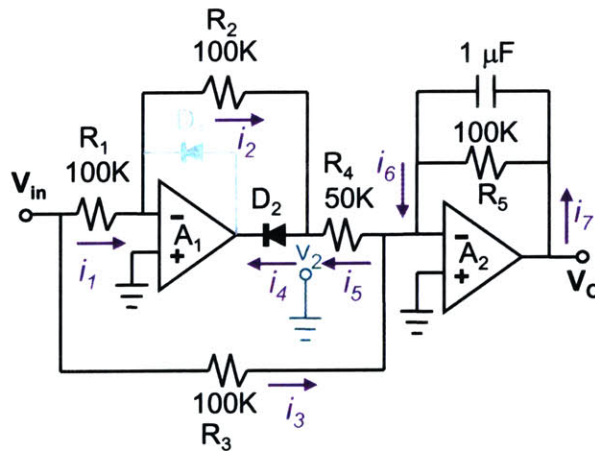 R2
100K
1 μF
D
i2
100K
R1
100K
R4
50K
i6
R5
Vin
D2
i7
−
A1
+
−
A2
+
i1
i4
V2
i5
Vo
100K
i3
R3